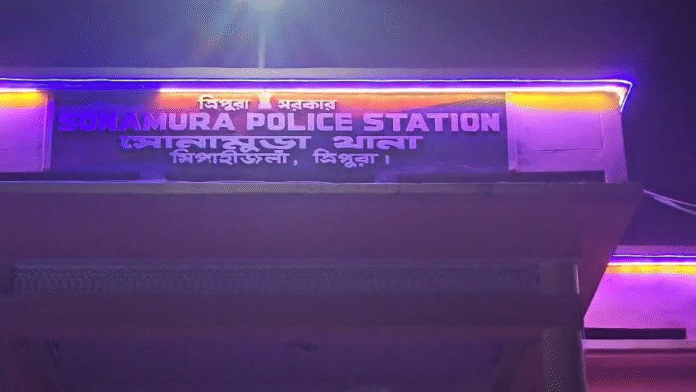 ত্রিপুরা সরকার
SONAMURA POLICE STATION
সোনামুড়া থানা
সিপাহীজলা, ত্রিপুরা।